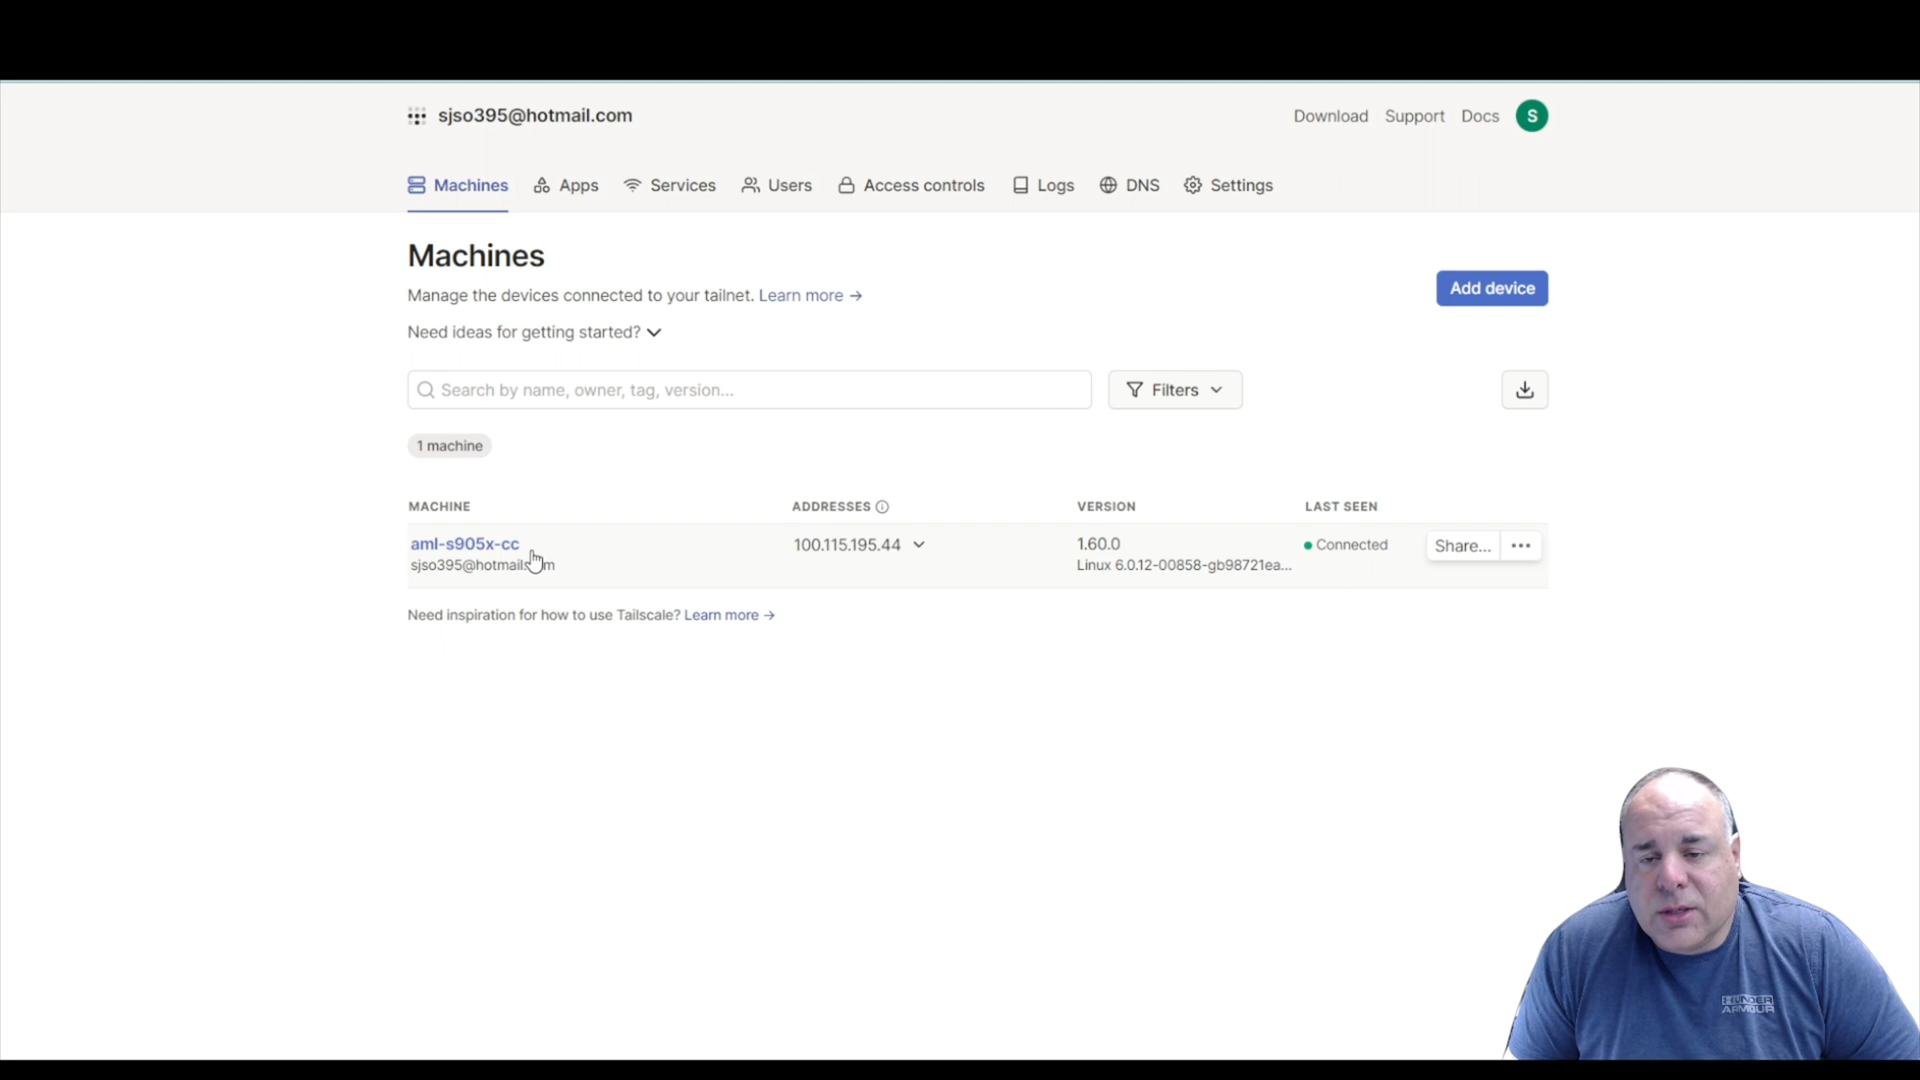 sjso395@hotmail.com
Download Support Docs S
Machines Apps Services Users Access controls Logs DNS Settings
Machines
Manage the devices connected to your tailnet. Learn more →
Add device
Need ideas for getting started?
Search by name, owner, tag, version...
Filters
1 machine
MACHINE ADDRESSES VERSION LAST SEEN
aml-s905x-cc 100.115.195.44 1.60.0 Connected Share...
Linux 6.0.12-00858-gb98721ea...
Need inspiration for how to use Tailscale? Learn more →
UNDER
ARMOUR